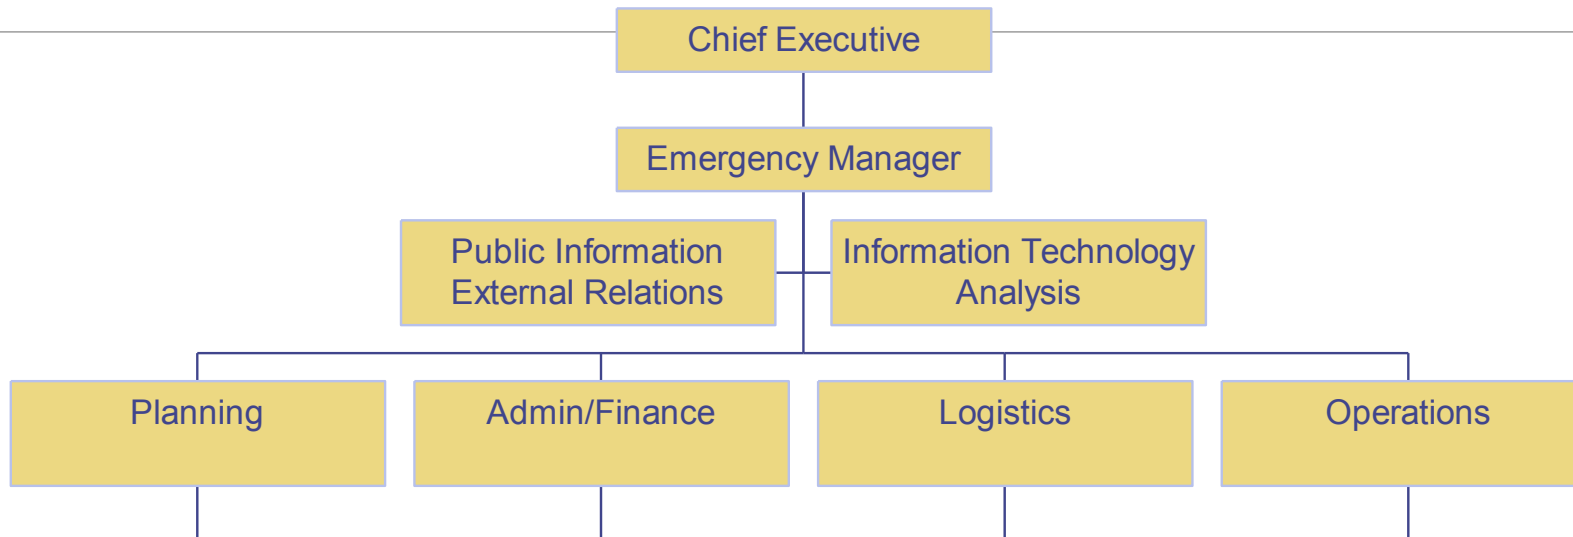 Chief Executive
Emergency Manager
Public Information
External Relations
Information Technology
Analysis
Planning
Admin/Finance
Logistics
Operations